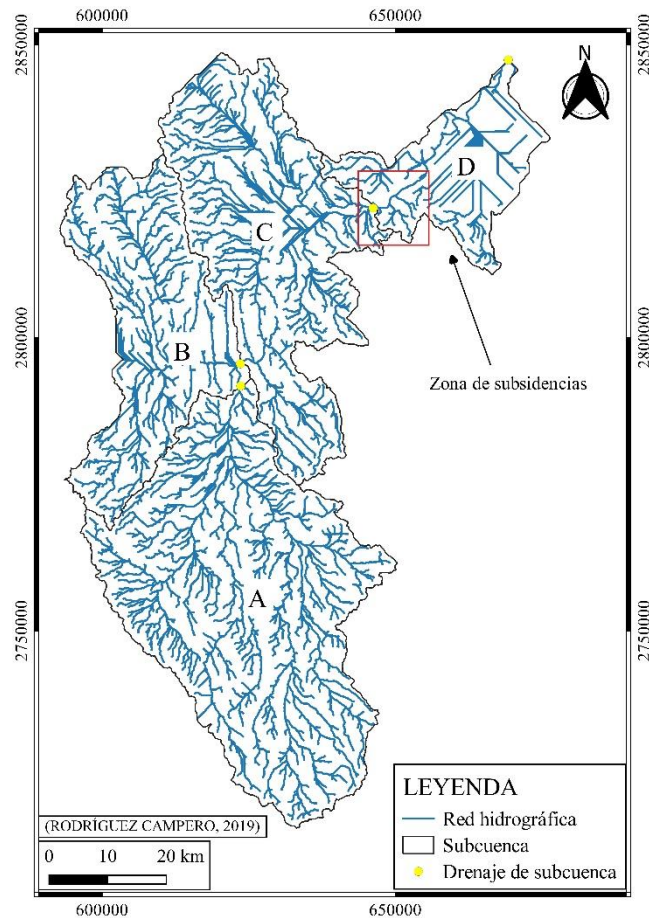 600000 650000
2850000 2850000
N
D
C
2800000 2800000
B
Zona de subsidencias
A
2750000 2750000
LEYENDA
Red hidrográfica
Subcuenca
Drenaje de subcuenca
(RODRÍGUEZ CAMPERO, 2019)
0 10 20 km
600000 650000